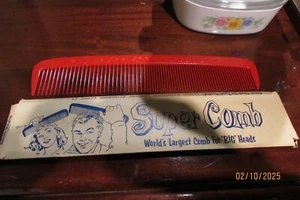 Super Comb
World's Largest Comb for "BIG" Heads
02/10/2025